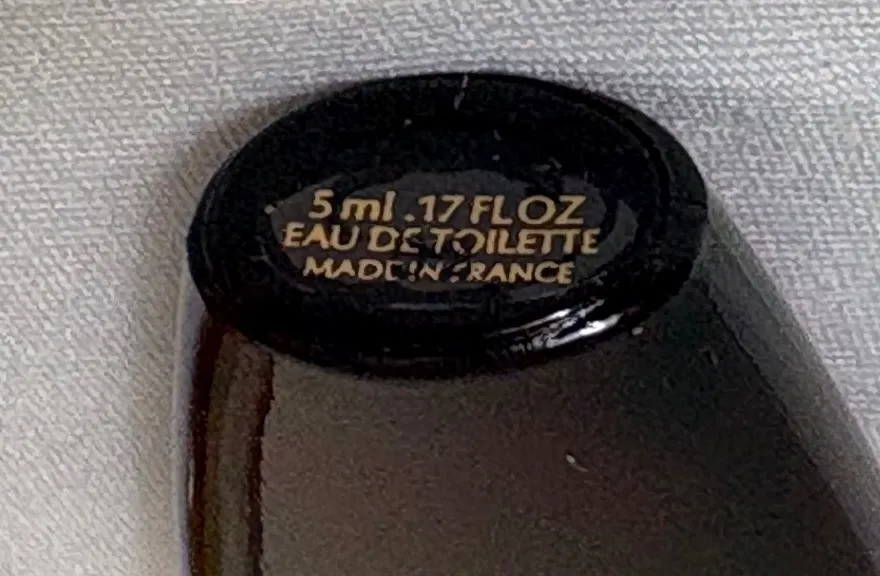 5 ml .17 FL OZ
EAU DE TOILETTE
MADE IN FRANCE